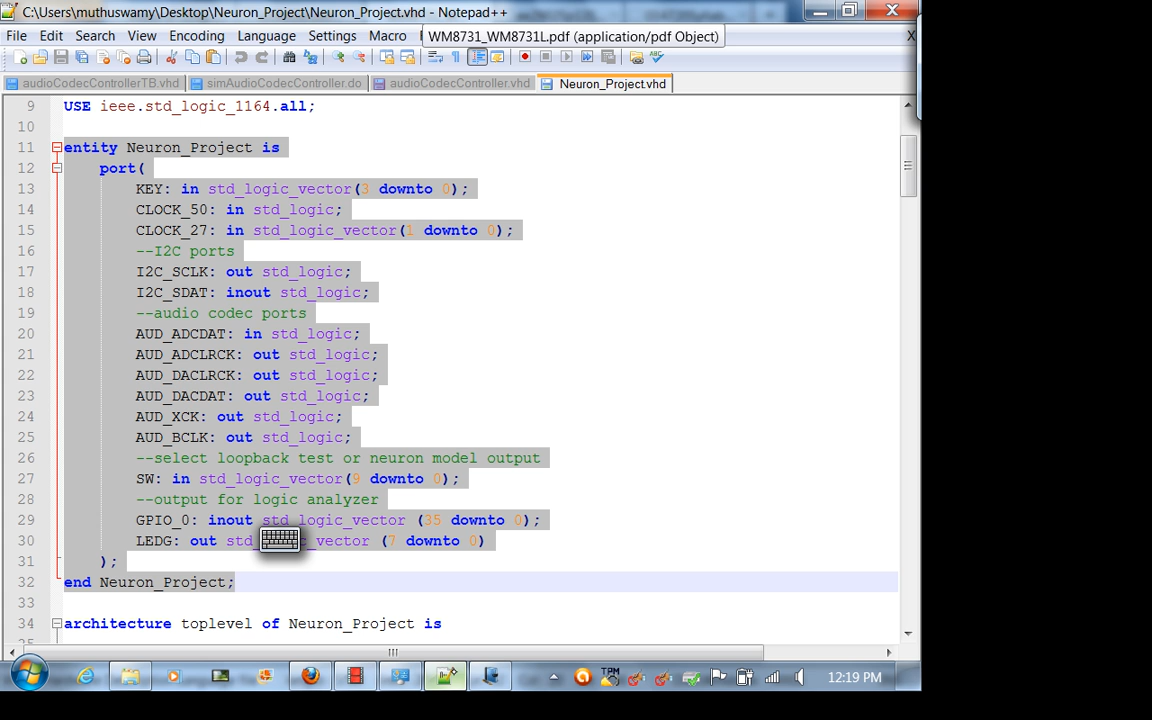 C:\Users\muthuswamy\Desktop\Neuron_Project\Neuron_Project.vhd - Notepad++
File Edit Search View Encoding Language Settings Macro
WM8731_WM8731L.pdf (application/pdf Object)
X
audioCodecControllerTB.vhd simAudioCodecController.do audioCodecController.vhd Neuron_Project.vhd
9 USE ieee.std_logic_1164.all;
10
11 entity Neuron_Project is
12 port(
13 KEY: in std_logic_vector(3 downto 0);
14 CLOCK_50: in std_logic;
15 CLOCK_27: in std_logic_vector(1 downto 0);
16 --I2C ports
17 I2C_SCLK: out std_logic;
18 I2C_SDAT: inout std_logic;
19 --audio codec ports
20 AUD_ADCDAT: in std_logic;
21 AUD_ADCLRCK: out std_logic;
22 AUD_DACLRCK: out std_logic;
23 AUD_DACDAT: out std_logic;
24 AUD_XCK: out std_logic;
25 AUD_BCLK: out std_logic;
26 --select loopback test or neuron model output
27 SW: in std_logic_vector(9 downto 0);
28 --output for logic analyzer
29 GPIO_0: inout std_logic_vector (35 downto 0);
30 LEDG: out std c_vector (7 downto 0)
31 );
32 end Neuron_Project;
33
34 architecture toplevel of Neuron_Project is
12:19 PM